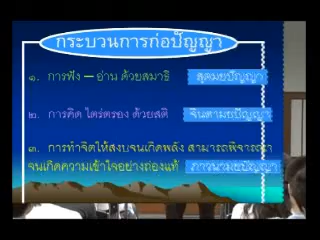 กระบวนการก่อปัญญา
๑. การฟัง – อ่าน ด้วยสมาธิ สุตมยปัญญา
๒. การคิด ไตร่ตรอง ด้วยสติ จินตามยปัญญา
๓. การทำจิตให้สงบจนเกิดพลัง สามารถพิจารณา
จนเกิดความเข้าใจอย่างถ่องแท้ ภาวนามยปัญญา